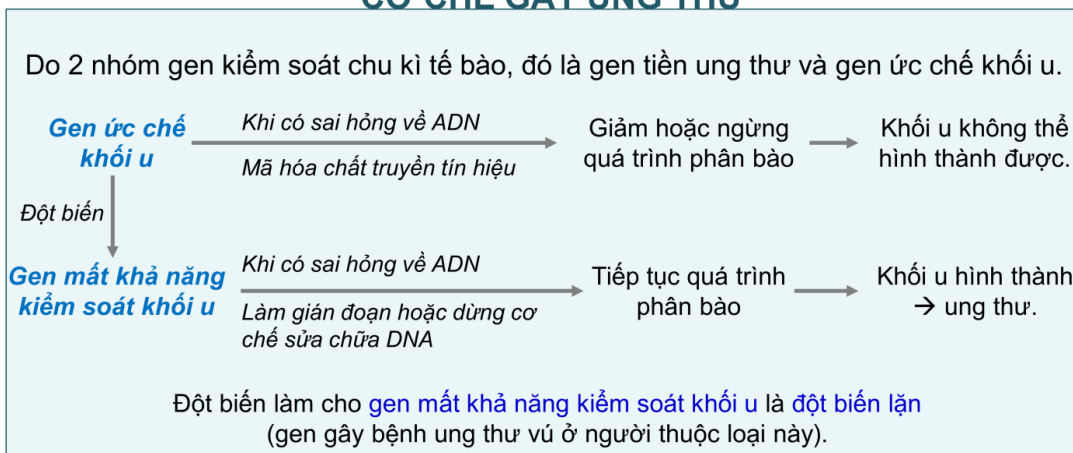 CƠ CHẾ GÂY UNG THƯ
Do 2 nhóm gen kiểm soát chu kì tế bào, đó là gen tiền ung thư và gen ức chế khối u.
Gen ức chế
khối u
Khi có sai hỏng về ADN
Mã hóa chất truyền tín hiệu
Giảm hoặc ngừng
quá trình phân bào
Khối u không thể
hình thành được.
Đột biến
Gen mất khả năng
kiểm soát khối u
Khi có sai hỏng về ADN
Làm gián đoạn hoặc dừng cơ
chế sửa chữa DNA
Tiếp tục quá trình
phân bào
Khối u hình thành
→ ung thư.
Đột biến làm cho gen mất khả năng kiểm soát khối u là đột biến lặn
(gen gây bệnh ung thư vú ở người thuộc loại này).